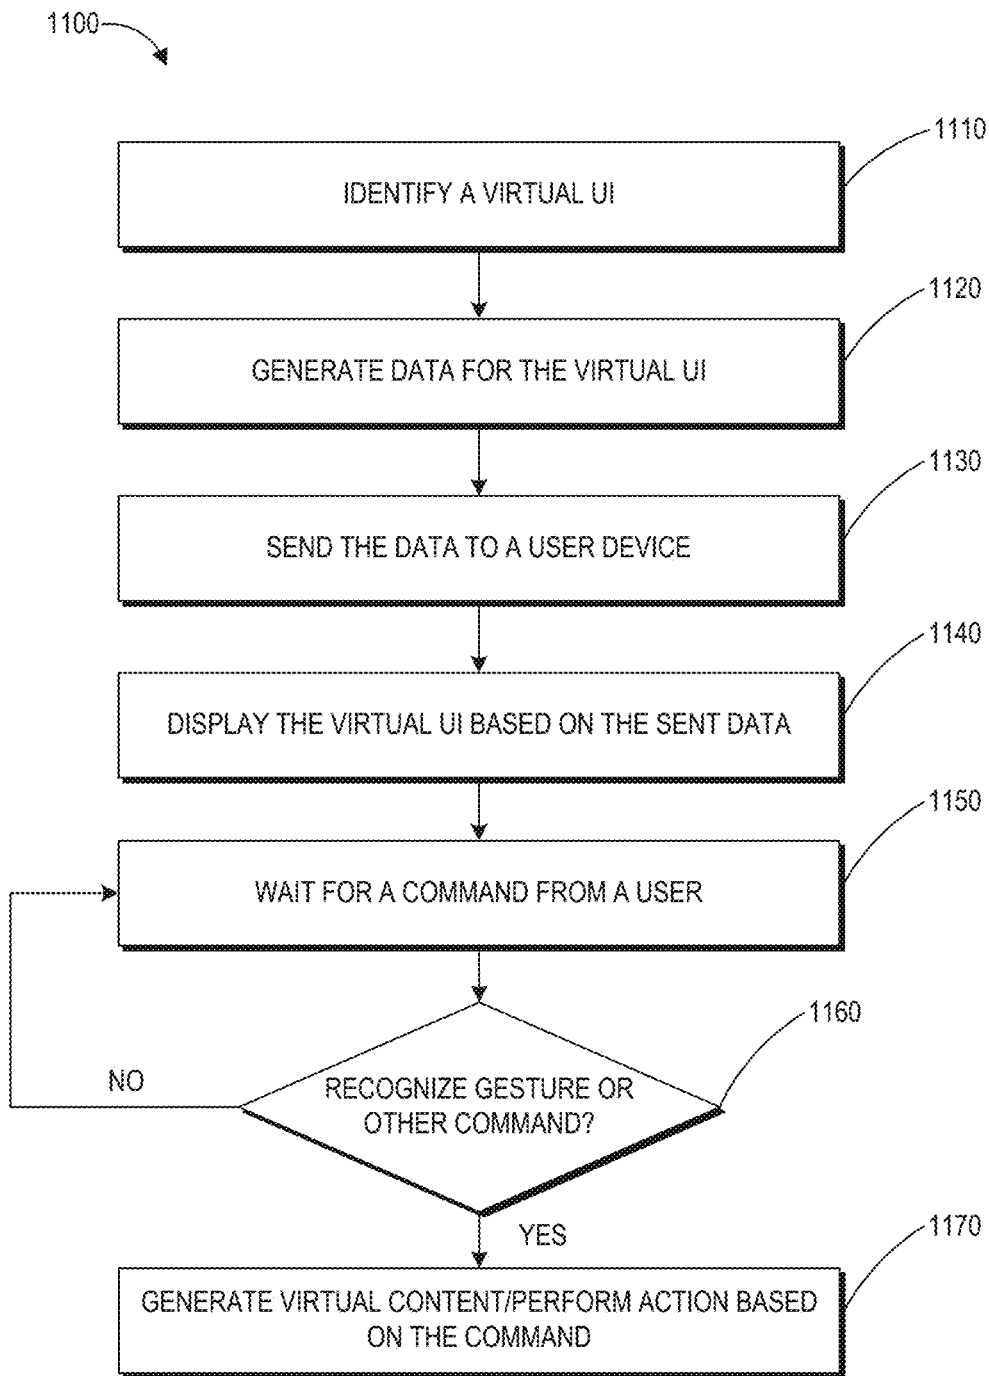 1100
1110
IDENTIFY A VIRTUAL UI
1120
GENERATE DATA FOR THE VIRTUAL UI
1130
SEND THE DATA TO A USER DEVICE
1140
DISPLAY THE VIRTUAL UI BASED ON THE SENT DATA
1150
WAIT FOR A COMMAND FROM A USER
1160
NO
RECOGNIZE GESTURE OR
OTHER COMMAND?
YES
1170
GENERATE VIRTUAL CONTENT/PERFORM ACTION BASED
ON THE COMMAND